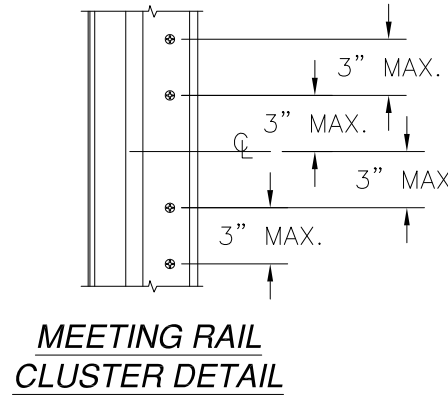 3” MAX.
3” MAX.
℄
3” MAX
3” MAX.
MEETING RAIL
CLUSTER DETAIL